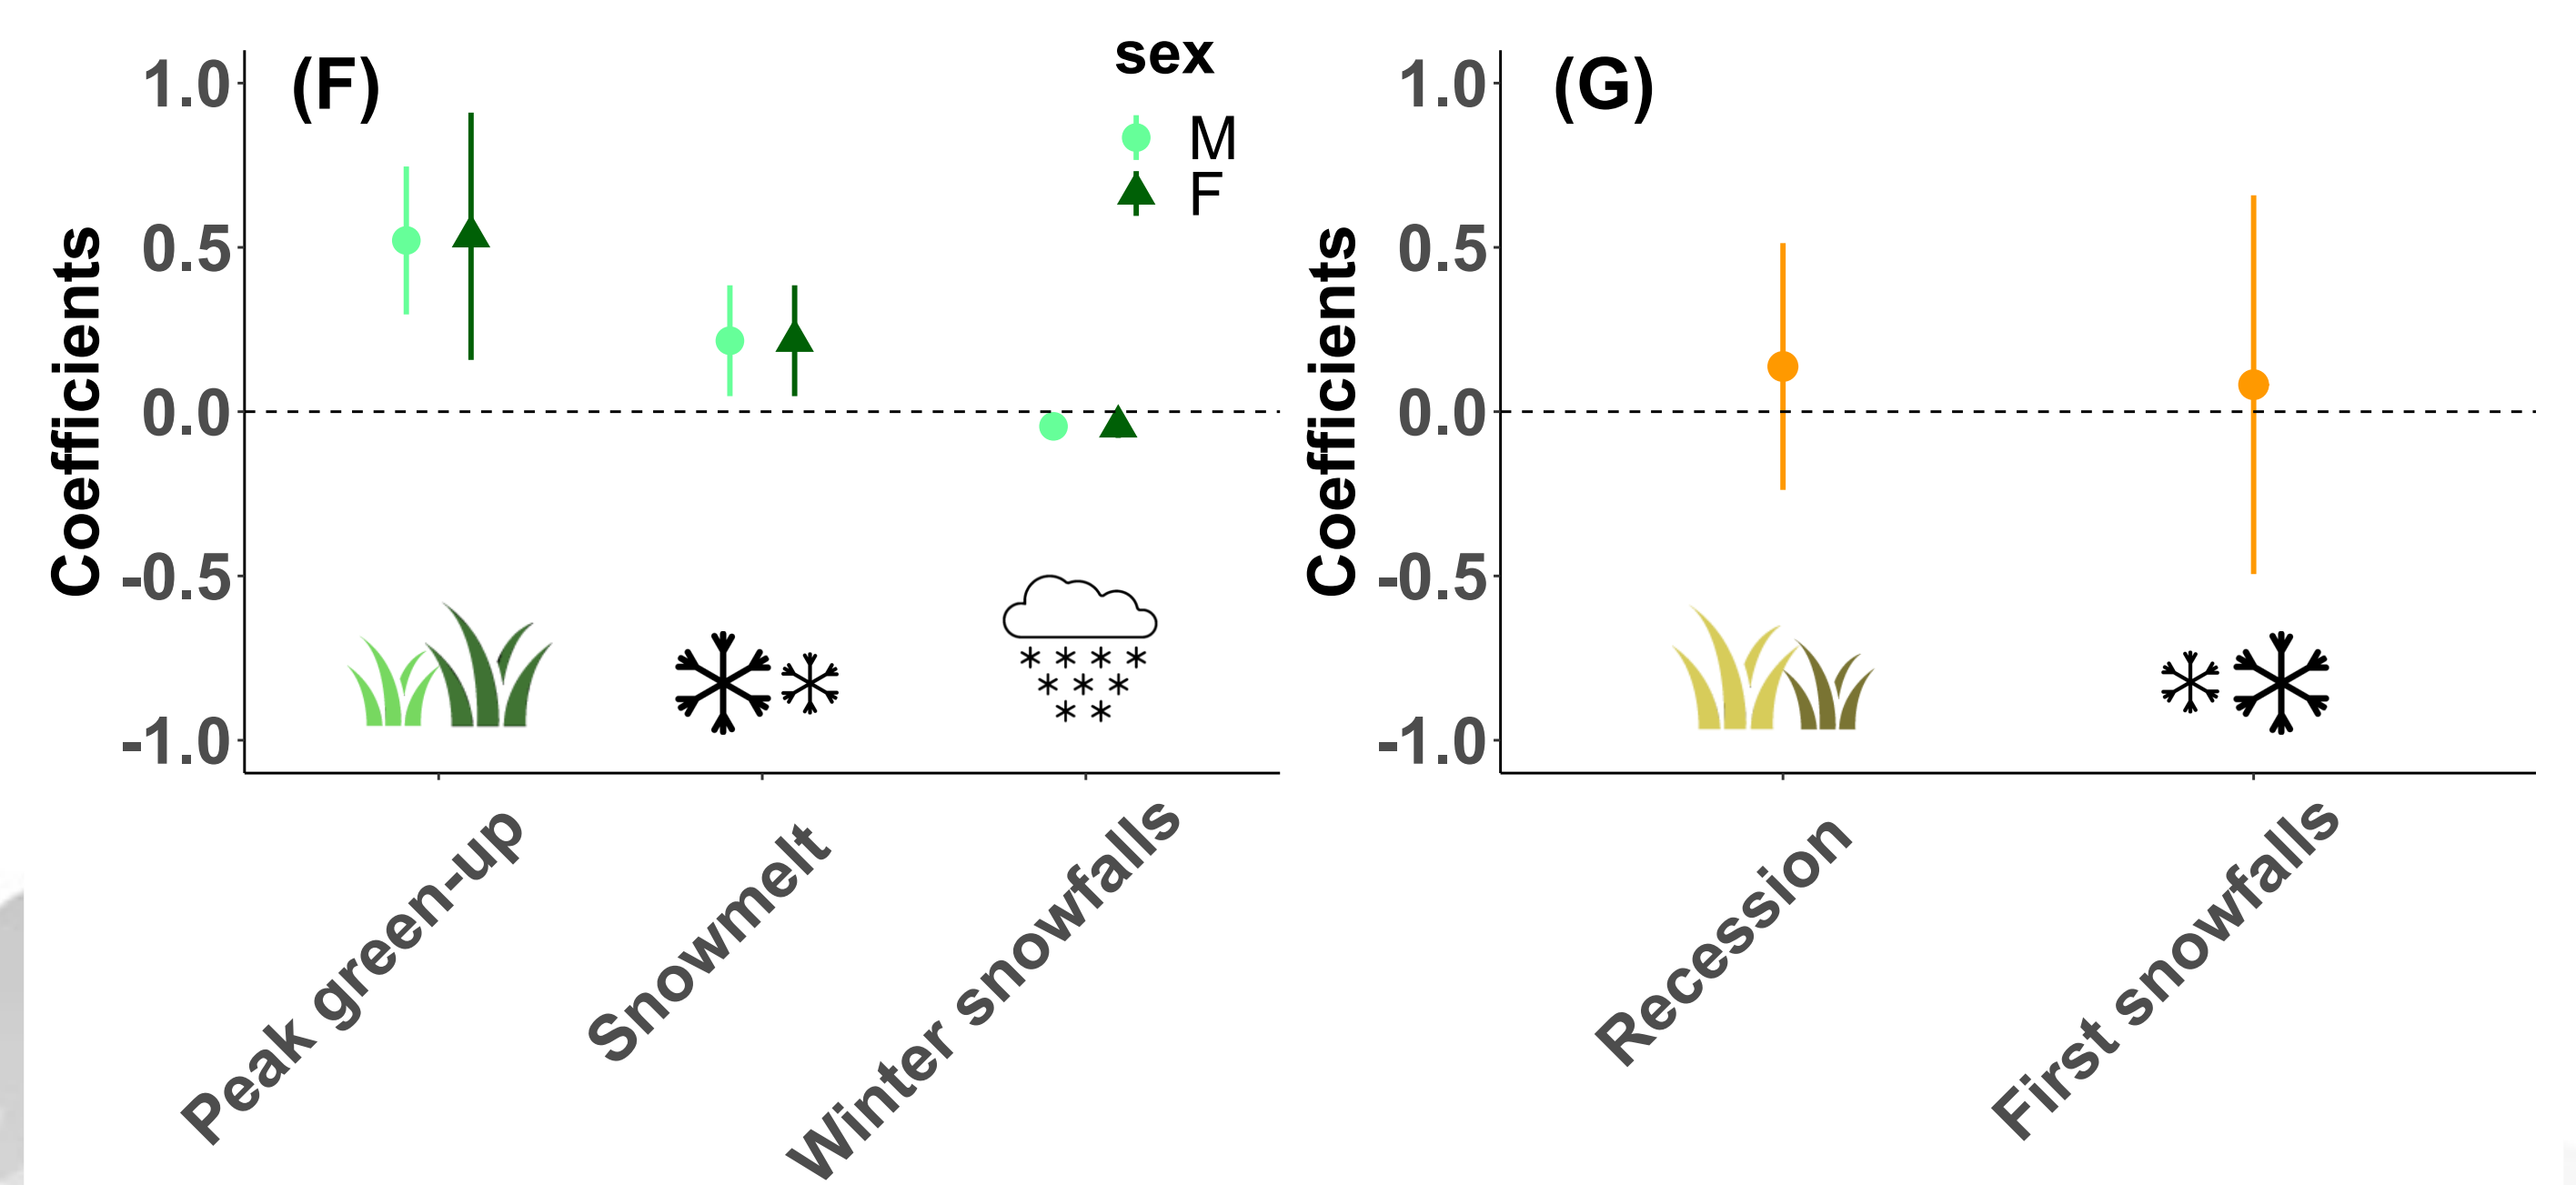 (F)
sex
M
F
1.0
0.5
0.0
-0.5
-1.0
Coefficients
Peak green-up
Snowmelt
Winter snowfalls
(G)
1.0
0.5
0.0
-0.5
-1.0
Coefficients
Recession
First snowfalls